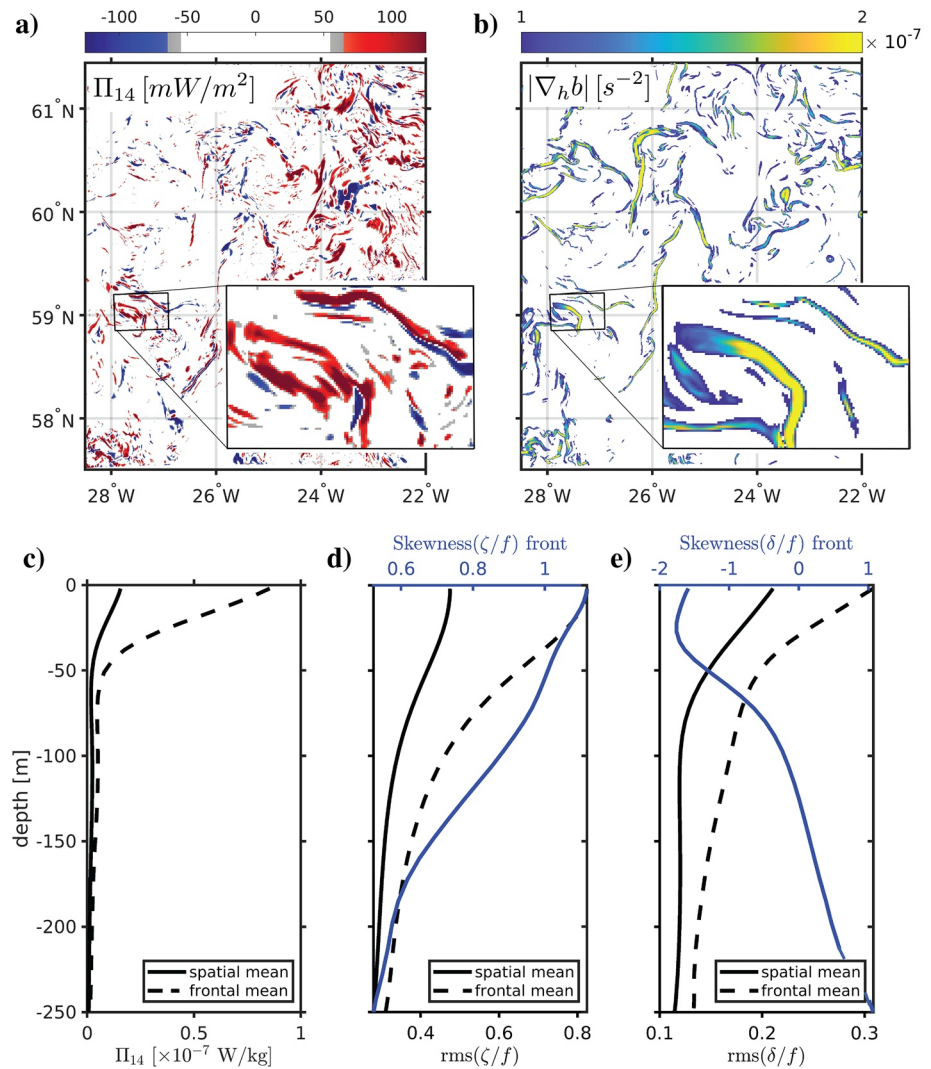 a)
-100 -50 0 50 100
Π₁₄ [mW/m²]
61°N
60°N
59°N
58°N
28 W 26 W 24 W 22 W
b)
1 2
× 10⁻⁷
|∇ₕb| [s⁻²]
28 W 26 W 24 W 22 W
c)
0
-50
-100
-150
-200
-250
depth [m]
spatial mean
frontal mean
0 0.5 1
Π₁₄ [×10⁻⁷ W/kg]
d)
Skewness(ζ/f) front
0.6 0.8 1
spatial mean
frontal mean
0.4 0.6 0.8
rms(ζ/f)
e)
Skewness(δ/f) front
-2 -1 0 1
spatial mean
frontal mean
0.1 0.2 0.3
rms(δ/f)